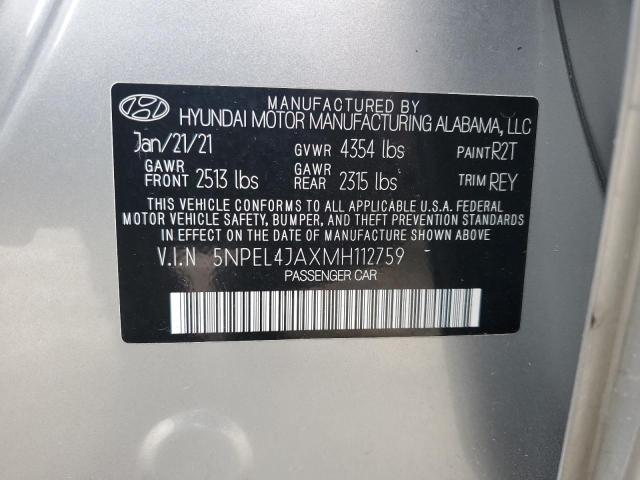 MANUFACTURED BY
HYUNDAI MOTOR MANUFACTURING ALABAMA, LLC
Jan/21/21 GVWR 4354 lbs PAINT R2T
GAWR FRONT 2513 lbs GAWR REAR 2315 lbs TRIM REY
THIS VEHICLE CONFORMS TO ALL APPLICABLE U.S.A. FEDERAL
MOTOR VEHICLE SAFETY, BUMPER, AND THEFT PREVENTION STANDARDS
IN EFFECT ON THE DATE OF MANUFACTURE SHOWN ABOVE.
V.I.N 5NPEL4JAXMH112759
PASSENGER CAR